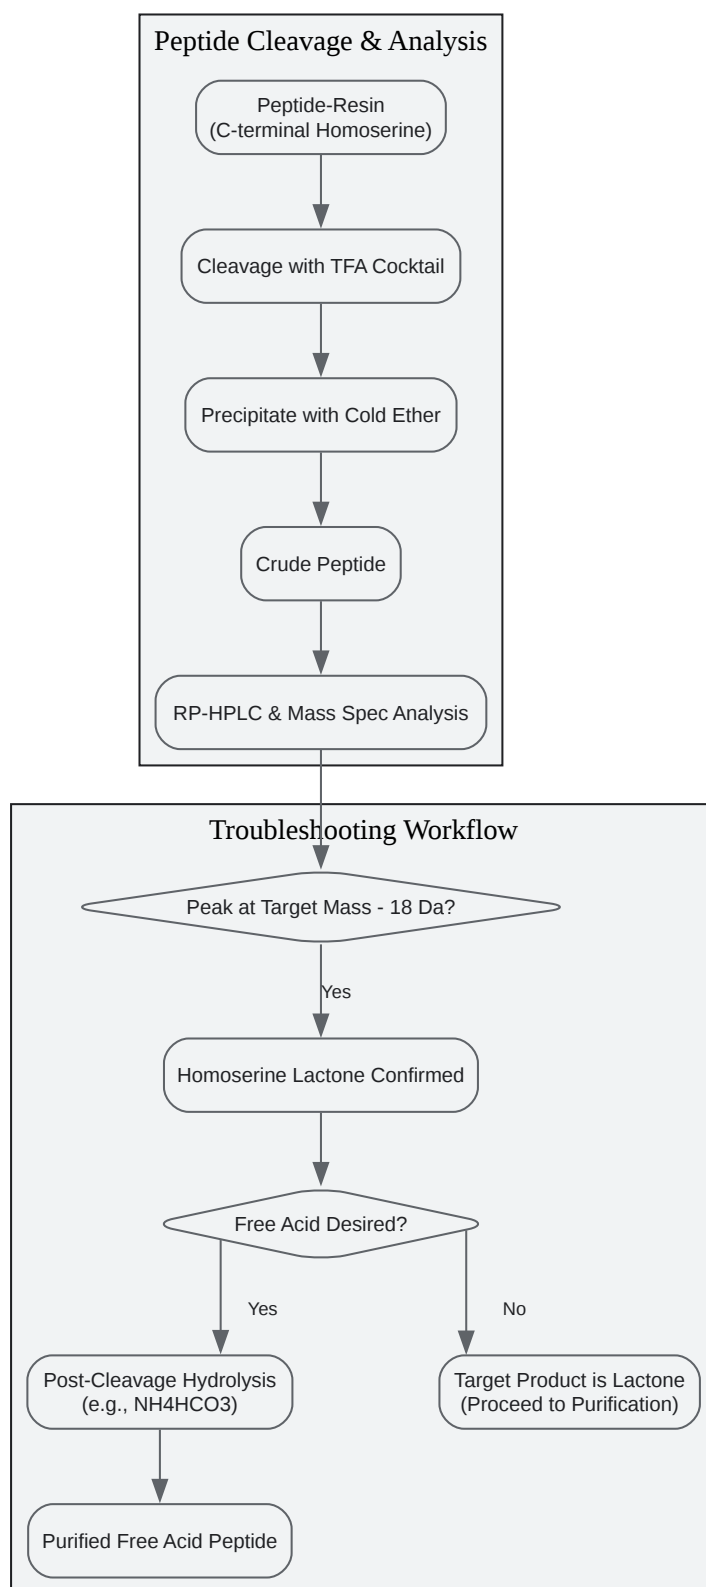 Peptide Cleavage & Analysis
Peptide-Resin
(C-terminal Homoserine)
Cleavage with TFA Cocktail
Precipitate with Cold Ether
Crude Peptide
RP-HPLC & Mass Spec Analysis
Troubleshooting Workflow
Peak at Target Mass - 18 Da?
Yes
Homoserine Lactone Confirmed
Free Acid Desired?
Yes
No
Post-Cleavage Hydrolysis
(e.g., NH4HCO3)
Target Product is Lactone
(Proceed to Purification)
Purified Free Acid Peptide